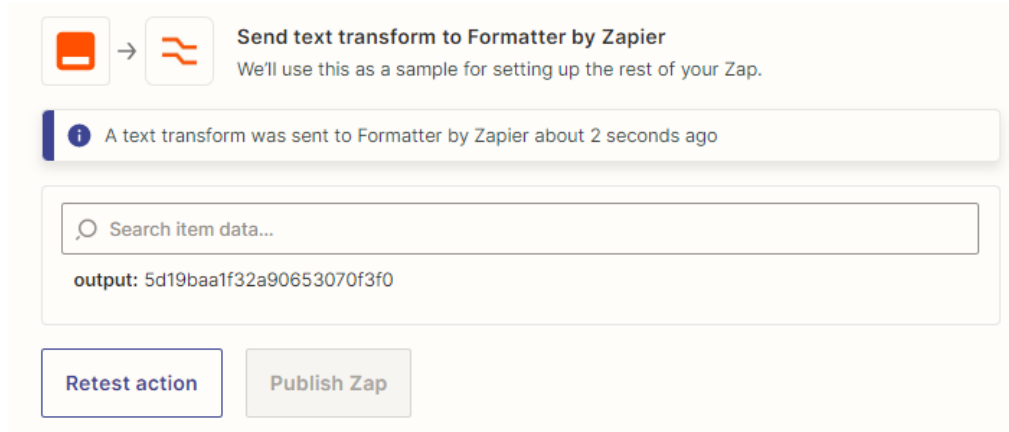 Send text transform to Formatter by Zapier
We'll use this as a sample for setting up the rest of your Zap.
A text transform was sent to Formatter by Zapier about 2 seconds ago
Search item data...
output: 5d19baa1f32a90653070f3f0
Retest action
Publish Zap